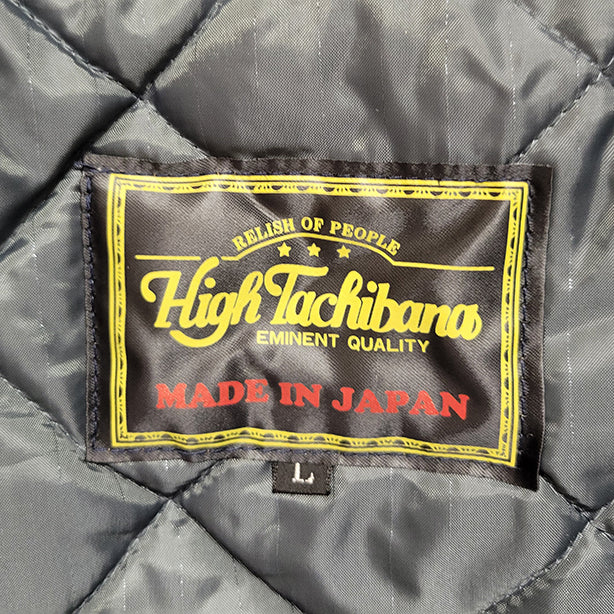 RELISH OF PEOPLE
High Tachibana
EMINENT QUALITY
MADE IN JAPAN
L